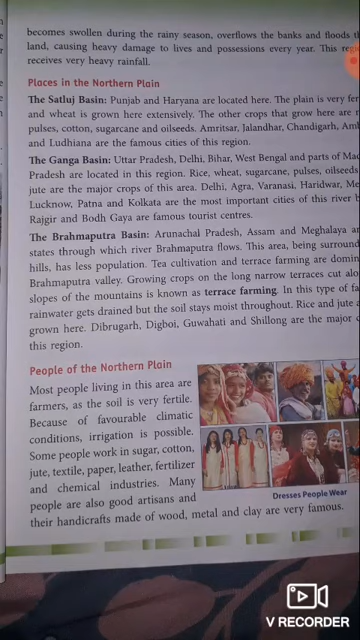 becomes swollen during the rainy season, overflows the banks and floods
land, causing heavy damage to lives and possessions every year. This
receives very heavy rainfall.
Places in the Northern Plain
The Satluj Basin: Punjab and Haryana are located here. The plain is very
and wheat is grown here extensively. The other crops that grow here are
pulses, cotton, sugarcane and oilseeds. Amritsar, Jalandhar, Chandigarh,
and Ludhiana are the famous cities of this region.
The Ganga Basin: Uttar Pradesh, Delhi, Bihar, West Bengal and parts of
Pradesh are located in this region. Rice, wheat, sugarcane, pulses, oilseeds
jute are the major crops of this area. Delhi, Agra, Varanasi, Haridwar,
Lucknow, Patna and Kolkata are the most important cities of this river
Rajgir and Bodh Gaya are famous tourist centres.
The Brahmaputra Basin: Arunachal Pradesh, Assam and Meghalaya
states through which river Brahmaputra flows. This area, being
hills, has less population. Tea cultivation and terrace farming are
Brahmaputra valley. Growing crops on the long narrow terraces cut
slopes of the mountains is known as terrace farming. In this type of
rainwater gets drained but the soil stays moist throughout. Rice and jute
grown here. Dibrugarh, Digboi, Guwahati and Shillong are the major
this region.
People of the Northern Plain
Most people living in this area are
farmers, as the soil is very fertile.
Because of favourable climatic
conditions, irrigation is possible.
Some people work in sugar, cotton,
jute, textile, paper, leather, fertilizer
and chemical industries. Many
people are also good artisans and
their handicrafts made of wood, metal and clay are very famous.
Dresses People Wear
V RECORDER